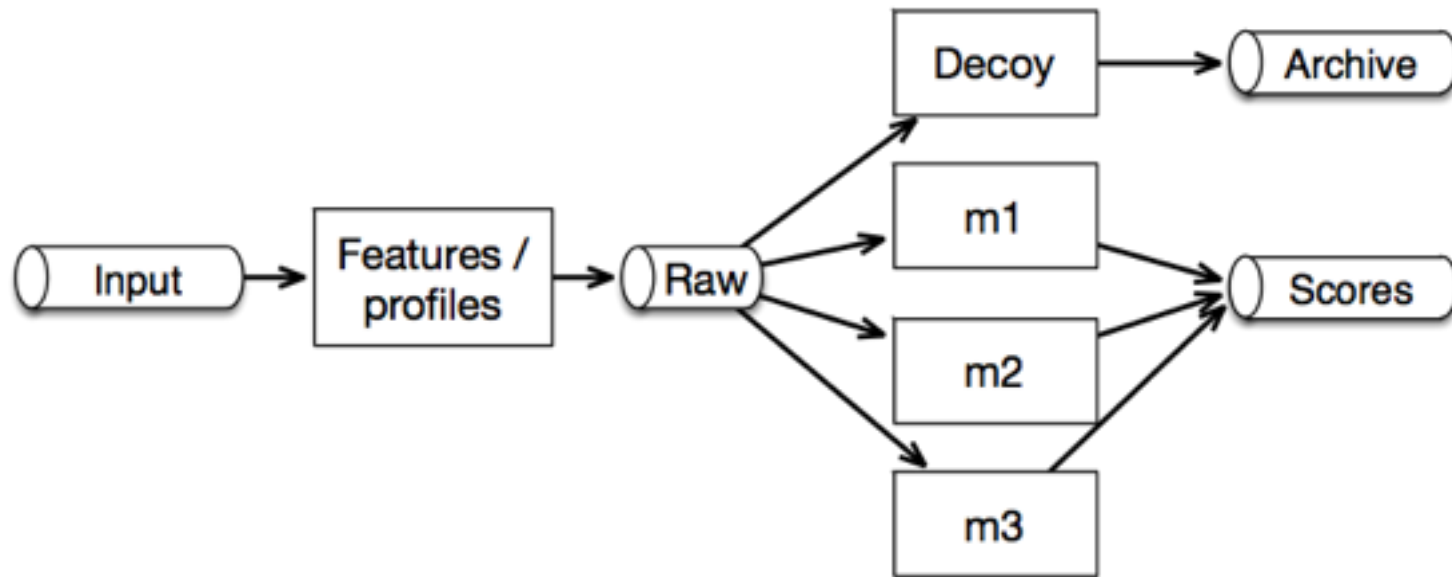 Decoy
Archive
m1
Input
Features /
profiles
Raw
Scores
m2
m3